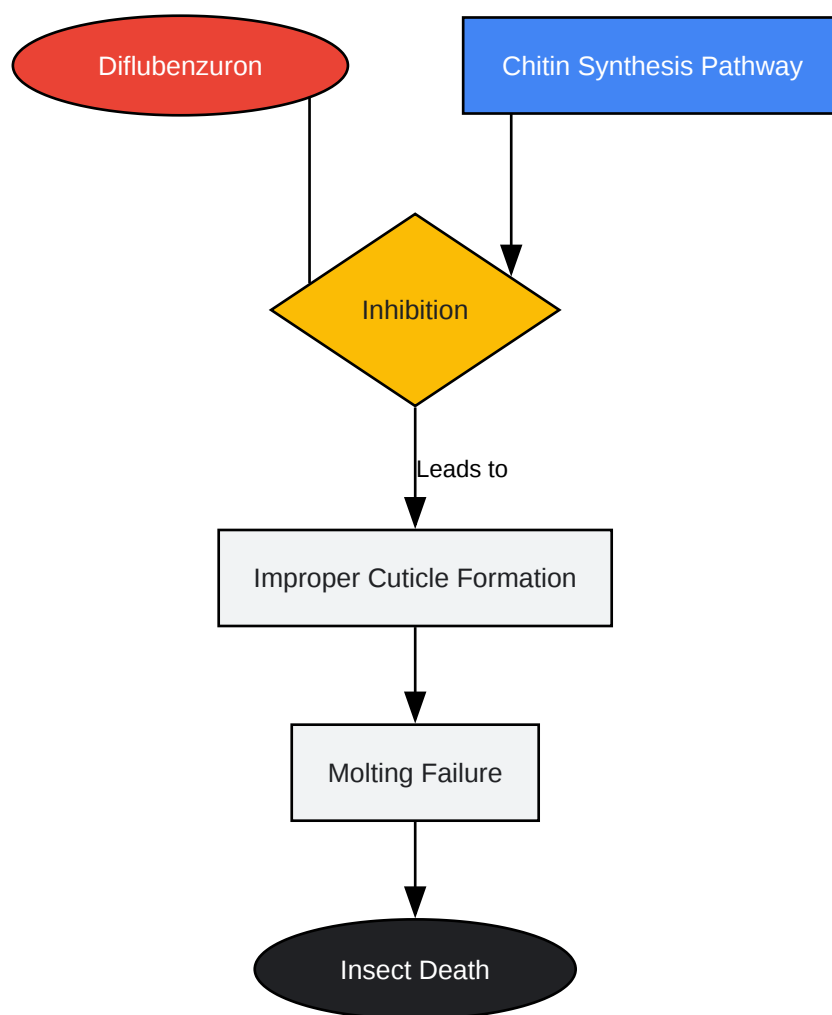 Diflubenzuron
Chitin Synthesis Pathway
Inhibition
Leads to
Improper Cuticle Formation
Molting Failure
Insect Death